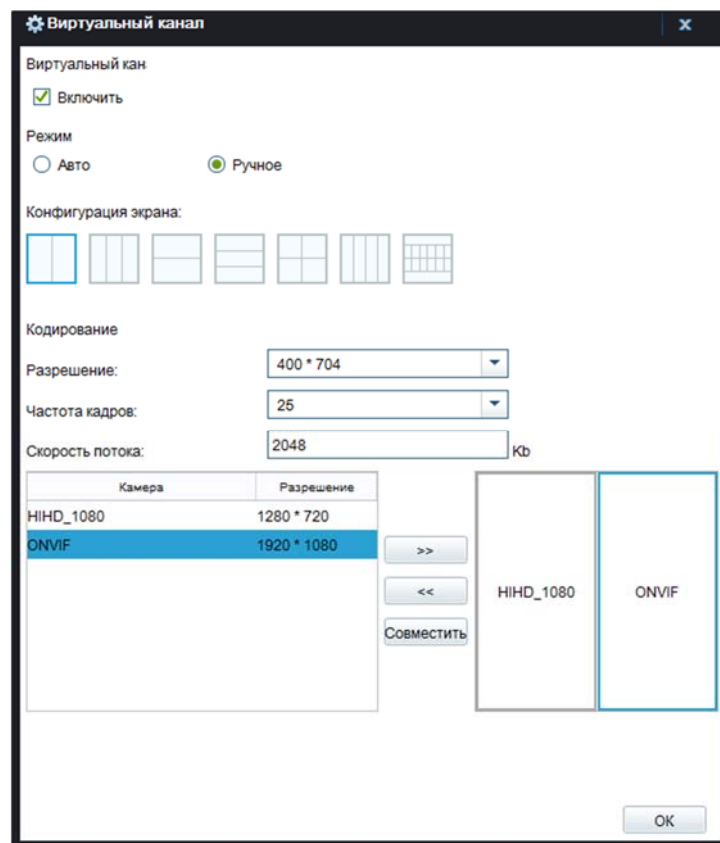 Виртуальный канал
Виртуальный кан
Включить
Режим
Авто Ручное
Конфигурация экрана:
Кодирование
Разрешение: 400 * 704
Частота кадров: 25
Скорость потока: 2048 Kb
Камера Разрешение
HIHD_1080 1280 * 720
ONVIF 1920 * 1080
>>
<<
Совместить
HIHD_1080 ONVIF
OK